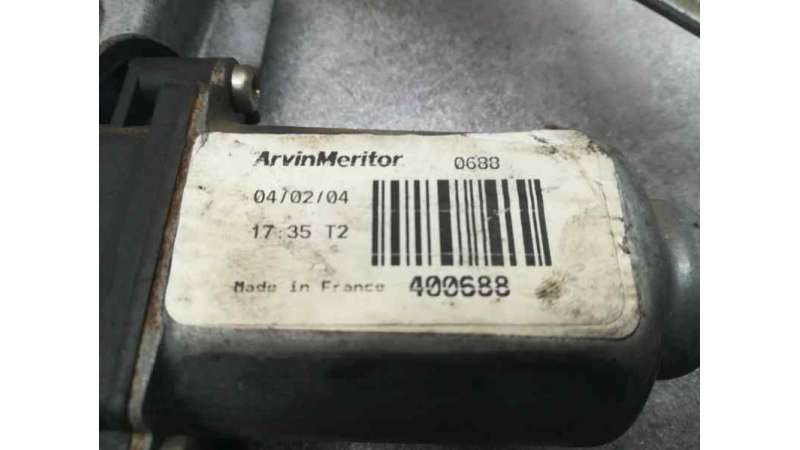 ArvinMeritor 0688
04/02/04
17:35 T2
Made in France 400688